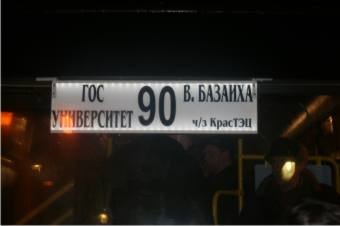 ГОС УНИВЕРСИТЕТ
90
В. БАЗАИХА
ч/з КрасТЭЦ